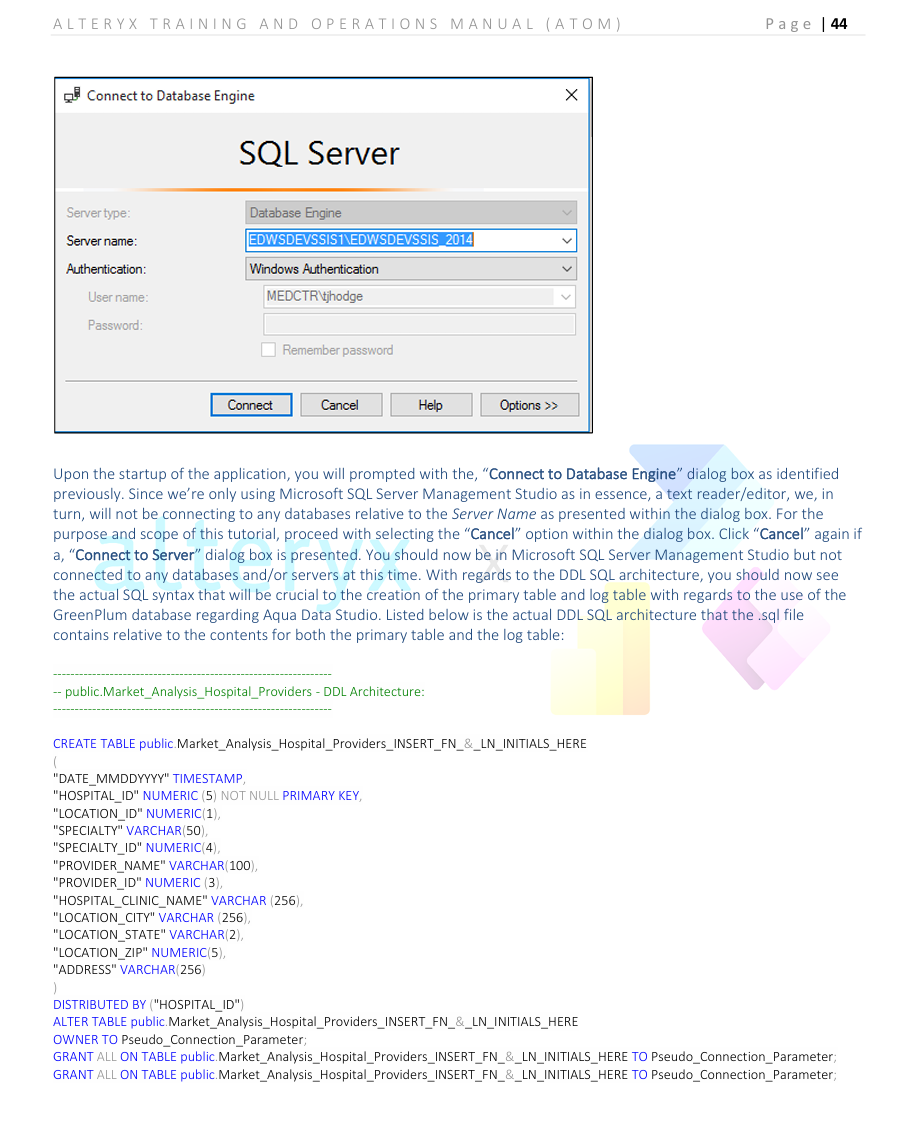 ALTERYX TRAINING AND OPERATIONS MANUAL (ATOM) Page | 44
Connect to Database Engine
SQL Server
Server type: Database Engine
Server name: EDWSDEVSSIS1\EDWSDEVSSIS_2014
Authentication: Windows Authentication
User name: MEDCTR\tjhodge
Password:
Remember password
Connect Cancel Help Options >>
Upon the startup of the application, you will prompted with the, “Connect to Database Engine” dialog box as identified
previously. Since we’re only using Microsoft SQL Server Management Studio as in essence, a text reader/editor, we, in
turn, will not be connecting to any databases relative to the Server Name as presented within the dialog box. For the
purpose and scope of this tutorial, proceed with selecting the “Cancel” option within the dialog box. Click “Cancel” again if
a, “Connect to Server” dialog box is presented. You should now be in Microsoft SQL Server Management Studio but not
connected to any databases and/or servers at this time. With regards to the DDL SQL architecture, you should now see
the actual SQL syntax that will be crucial to the creation of the primary table and log table with regards to the use of the
GreenPlum database regarding Aqua Data Studio. Listed below is the actual DDL SQL architecture that the .sql file
contains relative to the contents for both the primary table and the log table:
alteryx x
----------------------------------------------------------------
-- public.Market_Analysis_Hospital_Providers - DDL Architecture:
----------------------------------------------------------------
CREATE TABLE public.Market_Analysis_Hospital_Providers_INSERT_FN_&_LN_INITIALS_HERE
(
"DATE_MMDDYYYY" TIMESTAMP,
"HOSPITAL_ID" NUMERIC (5) NOT NULL PRIMARY KEY,
"LOCATION_ID" NUMERIC(1),
"SPECIALTY" VARCHAR(50),
"SPECIALTY_ID" NUMERIC(4),
"PROVIDER_NAME" VARCHAR(100),
"PROVIDER_ID" NUMERIC (3),
"HOSPITAL_CLINIC_NAME" VARCHAR (256),
"LOCATION_CITY" VARCHAR (256),
"LOCATION_STATE" VARCHAR(2),
"LOCATION_ZIP" NUMERIC(5),
"ADDRESS" VARCHAR(256)
)
DISTRIBUTED BY ("HOSPITAL_ID")
ALTER TABLE public.Market_Analysis_Hospital_Providers_INSERT_FN_&_LN_INITIALS_HERE
OWNER TO Pseudo_Connection_Parameter;
GRANT ALL ON TABLE public.Market_Analysis_Hospital_Providers_INSERT_FN_&_LN_INITIALS_HERE TO Pseudo_Connection_Parameter;
GRANT ALL ON TABLE public.Market_Analysis_Hospital_Providers_INSERT_FN_&_LN_INITIALS_HERE TO Pseudo_Connection_Parameter;